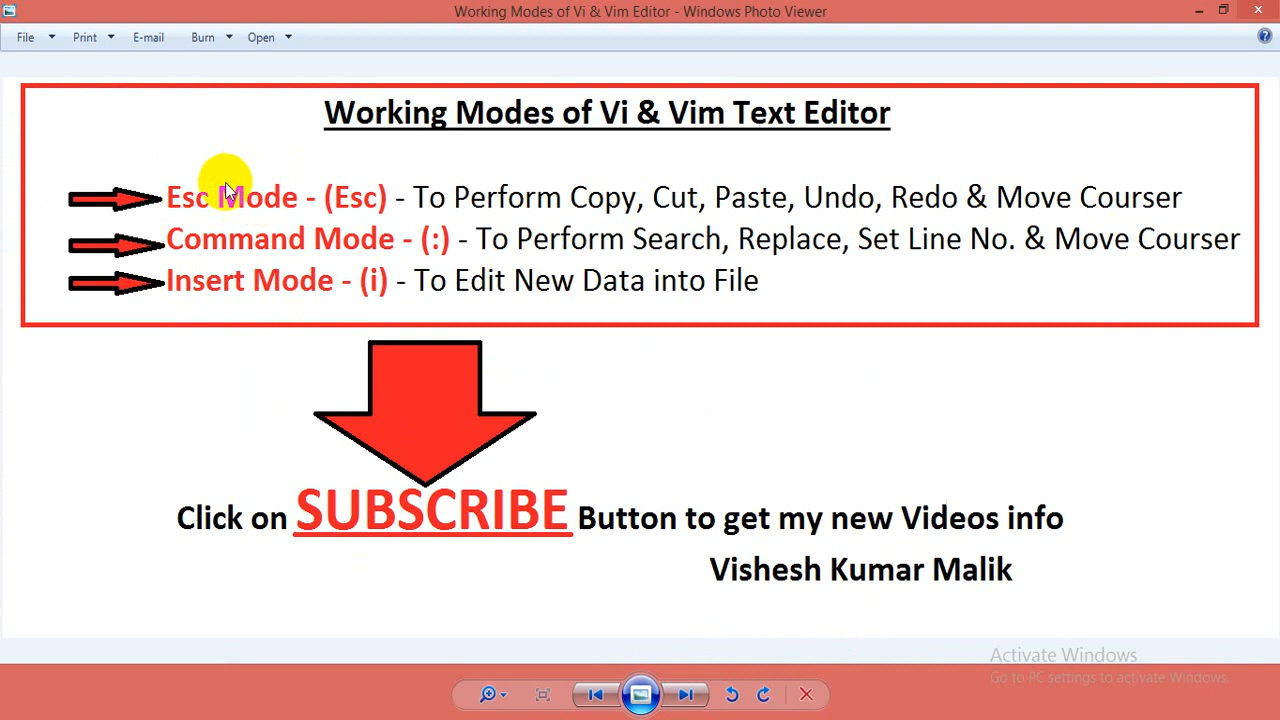 Working Modes of Vi & Vim Editor - Windows Photo Viewer
File Print E-mail Burn Open
Working Modes of Vi & Vim Text Editor
Esc Mode - (Esc) - To Perform Copy, Cut, Paste, Undo, Redo & Move Courser
Command Mode - (:) - To Perform Search, Replace, Set Line No. & Move Courser
Insert Mode - (i) - To Edit New Data into File
Click on SUBSCRIBE Button to get my new Videos info
Vishesh Kumar Malik
Activate Windows
Go to PC settings to activate Windows.